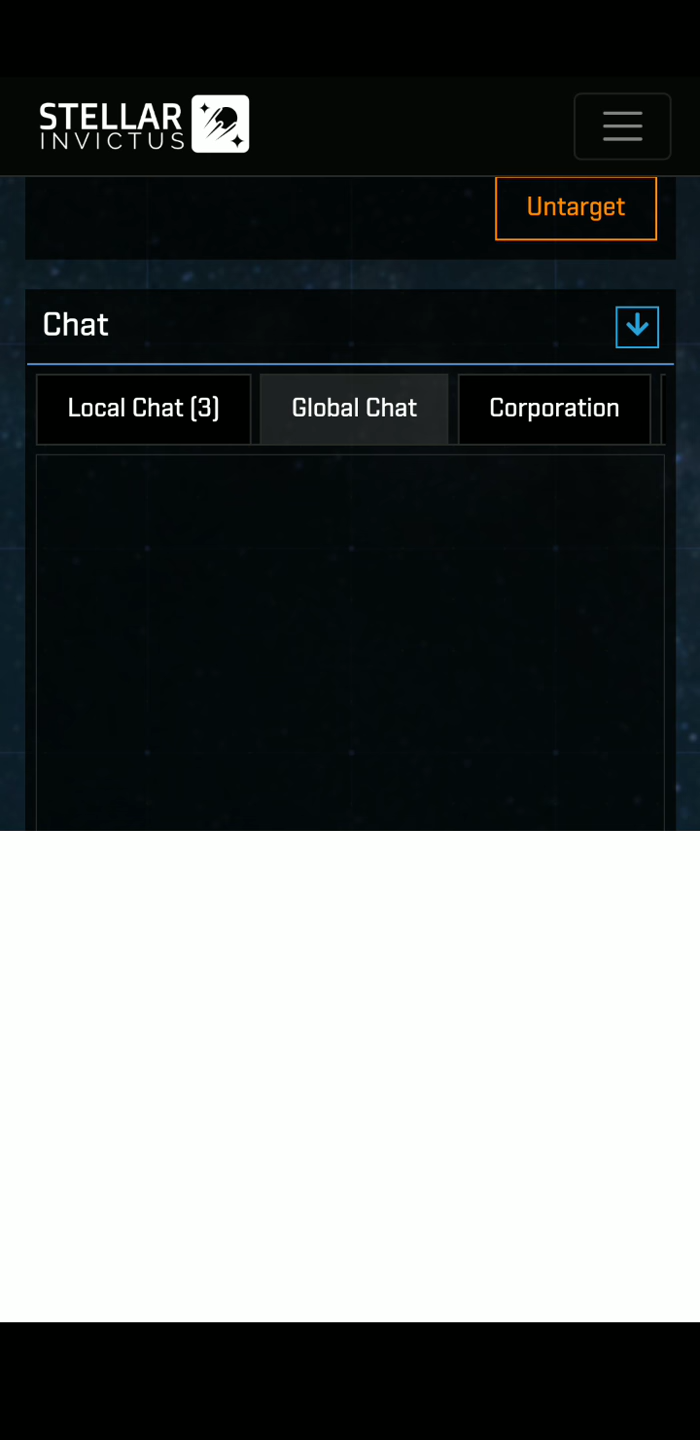 STELLAR
INVICTUS
Untarget
Chat
Local Chat (3)
Global Chat
Corporation